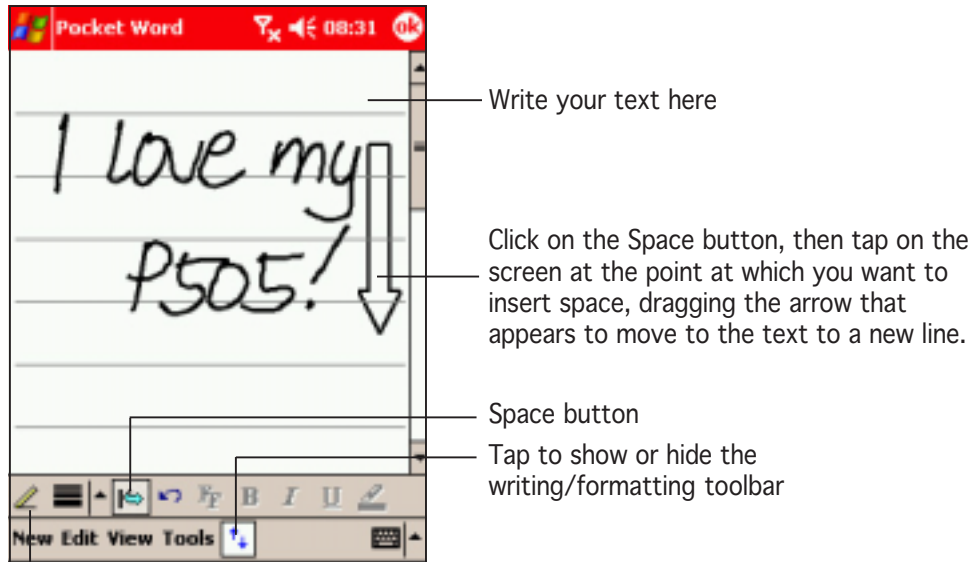 Pocket Word 08:31 ok
Write your text here
I love my
P505!
Click on the Space button, then tap on the
screen at the point at which you want to
insert space, dragging the arrow that
appears to move to the text to a new line.
Space button
Tap to show or hide the
writing/formatting toolbar
B I U
New Edit View Tools